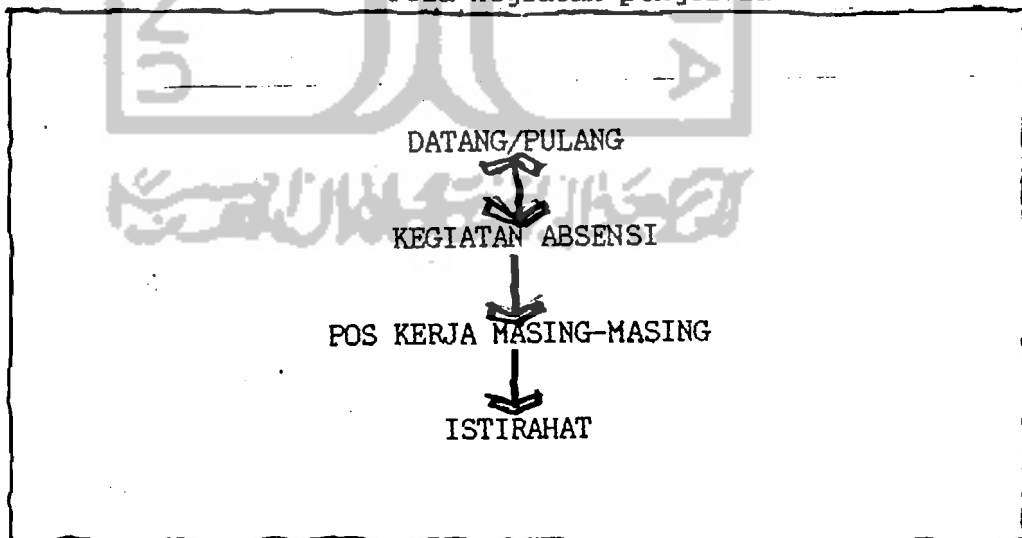 DATANG/PULANG
KEGIATAN ABSENSI
POS KERJA MASING-MASING
ISTIRAHAT